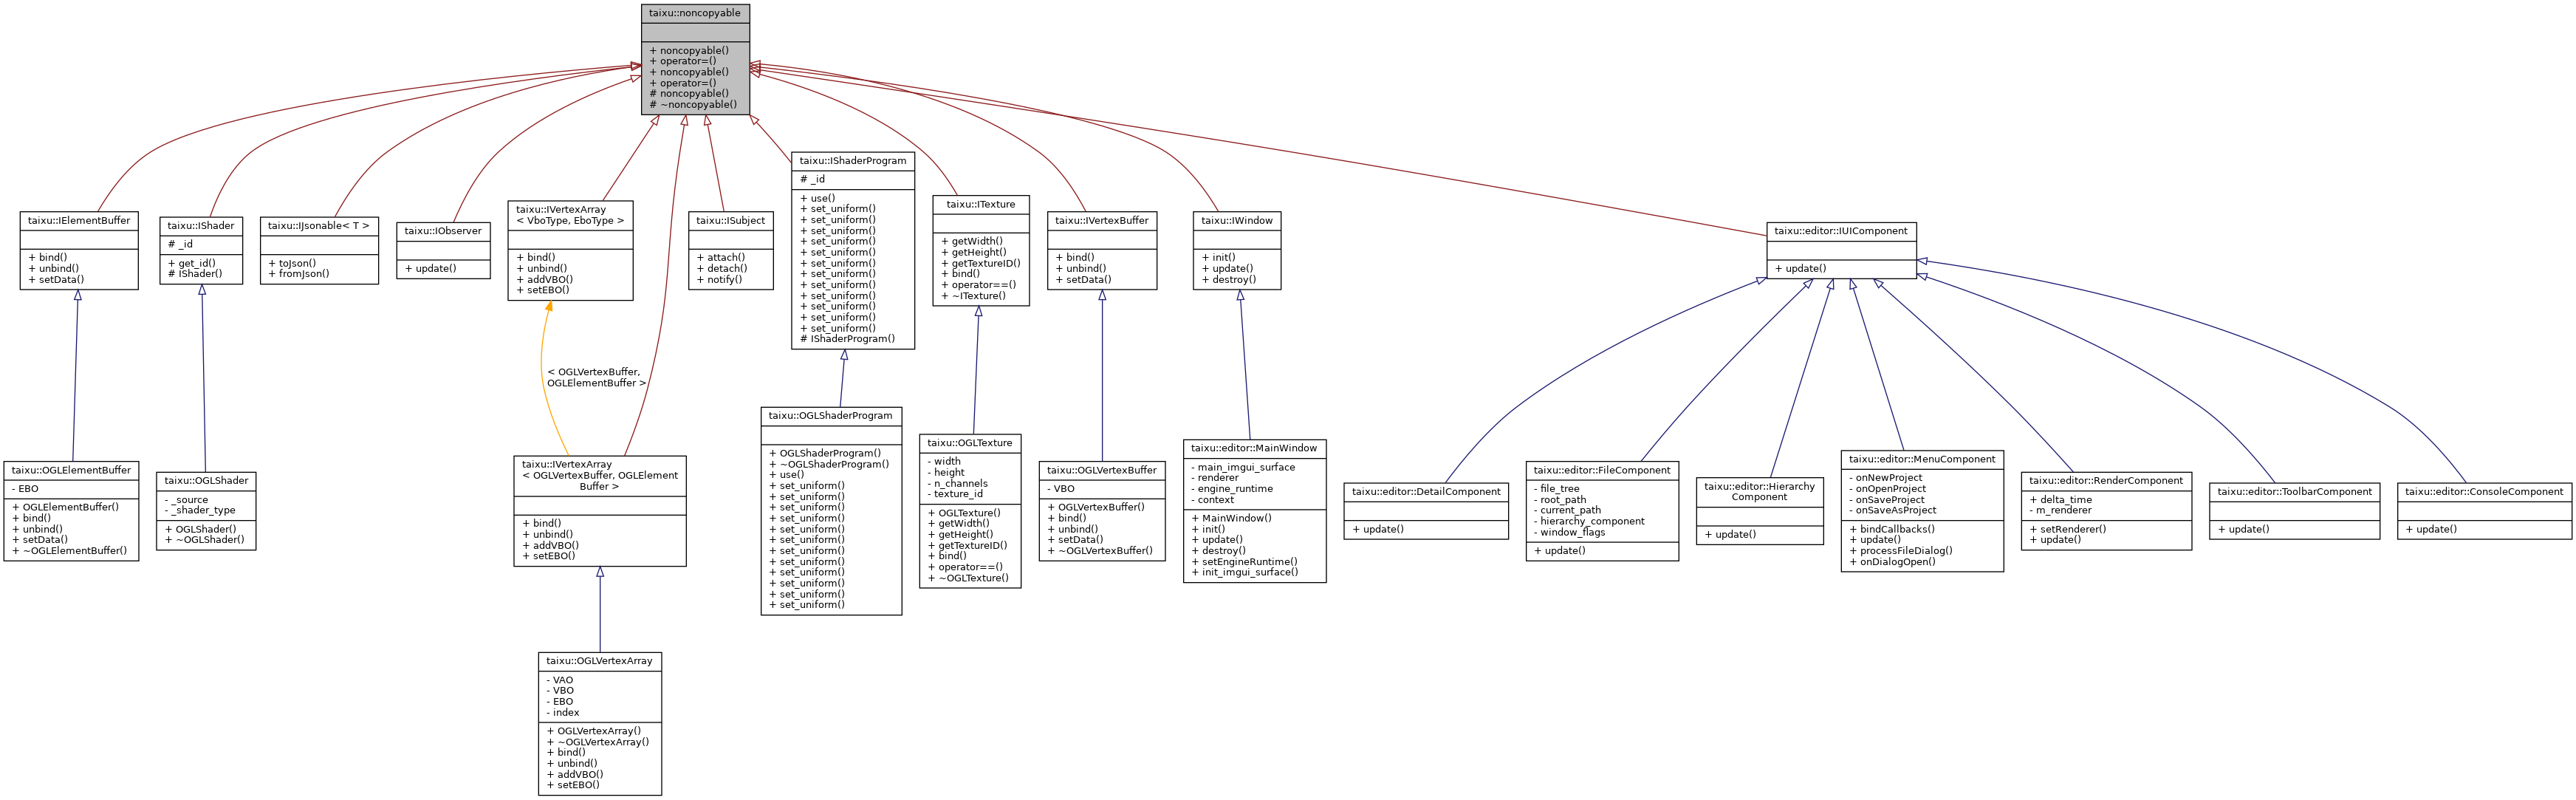 taixu::noncopyable
+ noncopyable()
+ operator=()
+ noncopyable()
+ operator=()
# noncopyable()
# ~noncopyable()
taixu::IElementBuffer
+ bind()
+ unbind()
+ setData()
taixu::IShader
# _id
+ get_id()
# IShader()
taixu::IJsonable< T >
+ toJson()
+ fromJson()
taixu::IObserver
+ update()
taixu::IVertexArray
< VboType, EboType >
+ bind()
+ unbind()
+ addVBO()
+ setEBO()
taixu::ISubject
+ attach()
+ detach()
+ notify()
taixu::IShaderProgram
# _id
+ use()
+ set_uniform()
+ set_uniform()
+ set_uniform()
+ set_uniform()
+ set_uniform()
+ set_uniform()
+ set_uniform()
+ set_uniform()
+ set_uniform()
+ set_uniform()
+ set_uniform()
+ set_uniform()
# IShaderProgram()
taixu::ITexture
+ getWidth()
+ getHeight()
+ getTextureID()
+ bind()
+ operator==()
+ ~ITexture()
taixu::IVertexBuffer
+ bind()
+ unbind()
+ setData()
taixu::IWindow
+ init()
+ update()
+ destroy()
taixu::editor::IUIComponent
+ update()
< OGLVertexBuffer,
OGLElementBuffer >
taixu::OGLElementBuffer
- EBO
+ OGLElementBuffer()
+ bind()
+ unbind()
+ setData()
+ ~OGLElementBuffer()
taixu::OGLShader
- _source
- _shader_type
+ OGLShader()
+ ~OGLShader()
taixu::IVertexArray
< OGLVertexBuffer, OGLElement
Buffer >
+ bind()
+ unbind()
+ addVBO()
+ setEBO()
taixu::OGLShaderProgram
+ OGLShaderProgram()
+ ~OGLShaderProgram()
+ use()
+ set_uniform()
+ set_uniform()
+ set_uniform()
+ set_uniform()
+ set_uniform()
+ set_uniform()
+ set_uniform()
+ set_uniform()
+ set_uniform()
+ set_uniform()
+ set_uniform()
+ set_uniform()
taixu::OGLTexture
- width
- height
- n_channels
- texture_id
+ OGLTexture()
+ getWidth()
+ getHeight()
+ getTextureID()
+ bind()
+ operator==()
+ ~OGLTexture()
taixu::OGLVertexBuffer
- VBO
+ OGLVertexBuffer()
+ bind()
+ unbind()
+ setData()
+ ~OGLVertexBuffer()
taixu::editor::MainWindow
- main_imgui_surface
- renderer
- engine_runtime
- context
+ MainWindow()
+ init()
+ update()
+ destroy()
+ setEngineRuntime()
+ init_imgui_surface()
taixu::editor::DetailComponent
+ update()
taixu::editor::FileComponent
- file_tree
- root_path
- current_path
- hierarchy_component
- window_flags
+ update()
taixu::editor::Hierarchy
Component
+ update()
taixu::editor::MenuComponent
- onNewProject
- onOpenProject
- onSaveProject
- onSaveAsProject
+ bindCallbacks()
+ update()
+ processFileDialog()
+ onDialogOpen()
taixu::editor::RenderComponent
+ delta_time
- m_renderer
+ setRenderer()
+ update()
taixu::editor::ToolbarComponent
+ update()
taixu::editor::ConsoleComponent
+ update()
taixu::OGLVertexArray
- VAO
- VBO
- EBO
- index
+ OGLVertexArray()
+ ~OGLVertexArray()
+ bind()
+ unbind()
+ addVBO()
+ setEBO()